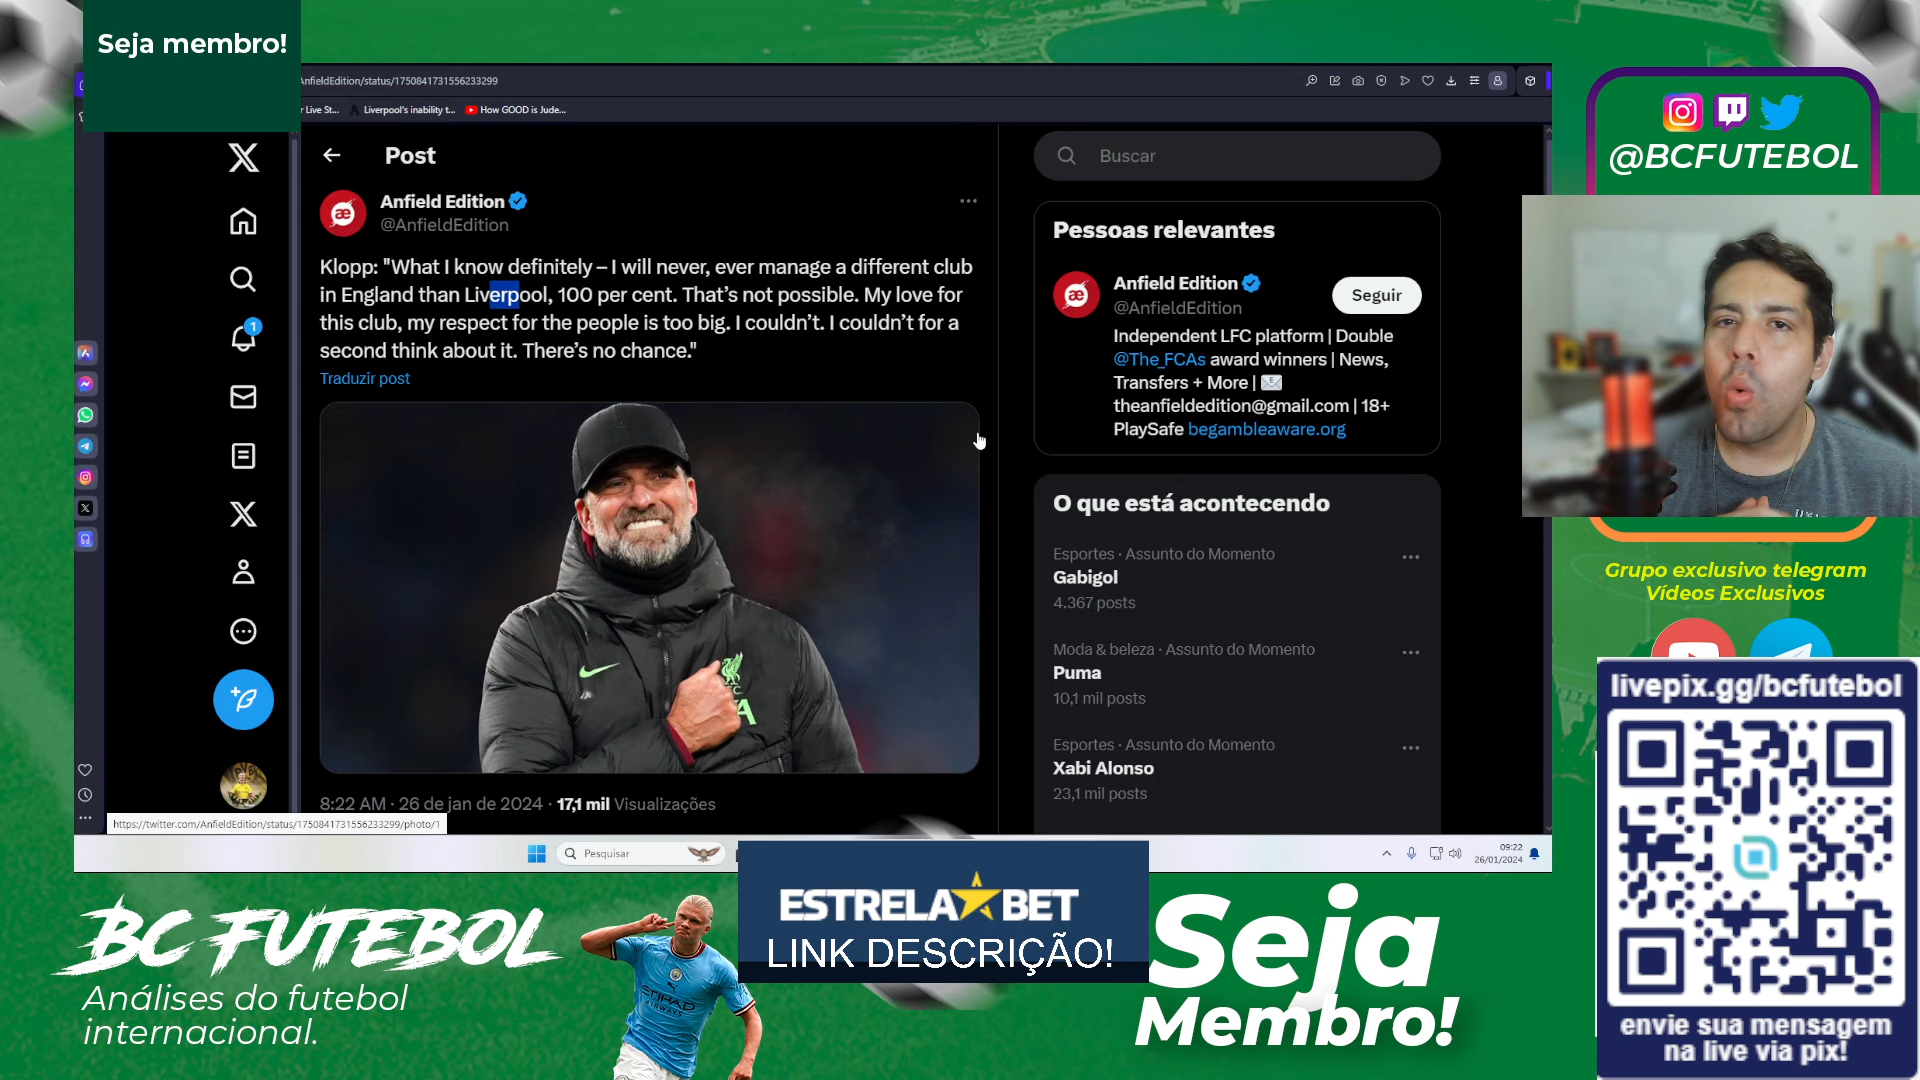 Seja membro!
AnfieldEdition/status/1750841731556233299
r Live St...
Liverpool's inability t...
How GOOD is Jude...
Post
Buscar
Anfield Edition
@AnfieldEdition
Klopp: "What I know definitely – I will never, ever manage a different club
in England than Liverpool, 100 per cent. That's not possible. My love for
this club, my respect for the people is too big. I couldn't. I couldn't for a
second think about it. There's no chance."
Traduzir post
8:22 AM · 26 de jan de 2024 · 17,1 mil Visualizações
https://twitter.com/AnfieldEdition/status/1750841731556233299/photo/1
1
Pessoas relevantes
Anfield Edition
@AnfieldEdition
Seguir
Independent LFC platform | Double
@The_FCAs award winners | News,
Transfers + More |
theanfieldedition@gmail.com | 18+
PlaySafe begambleaware.org
O que está acontecendo
Esportes · Assunto do Momento
Gabigol
4.367 posts
Moda & beleza · Assunto do Momento
Puma
10,1 mil posts
Esportes · Assunto do Momento
Xabi Alonso
23,1 mil posts
Pesquisar
09:22
26/01/2024
@BCFUTEBOL
Grupo exclusivo telegram
Vídeos Exclusivos
livepix.gg/bcfutebol
envie sua mensagem
na live via pix!
BC FUTEBOL
Análises do futebol
internacional.
ETIHAD
AIRWAYS
ESTRELA BET
LINK DESCRIÇÃO!
Seja
Membro!